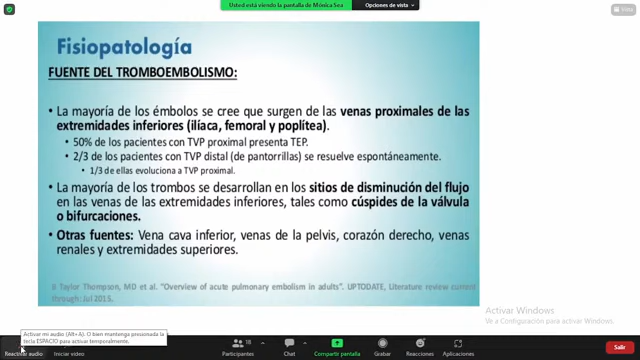 Usted está viendo la pantalla de Mónica Sea
Opciones de vista
Vista
Fisiopatología
FUENTE DEL TROMBOEMBOLISMO:
• La mayoría de los émbolos se cree que surgen de las venas proximales de las
extremidades inferiores (ilíaca, femoral y poplítea).
• 50% de los pacientes con TVP proximal presenta TEP.
• 2/3 de los pacientes con TVP distal (de pantorrillas) se resuelve espontáneamente.
• 1/3 de ellas evoluciona a TVP proximal.
• La mayoría de los trombos se desarrollan en los sitios de disminución del flujo
en las venas de las extremidades inferiores, tales como cúspides de la válvula
o bifurcaciones.
• Otras fuentes: Vena cava inferior, venas de la pelvis, corazón derecho, venas
renales y extremidades superiores.
B Taylor Thompson, MD et al. "Overview of acute pulmonary embolism in adults". UPTODATE, Literature review current
through: Jul 2015.
Activar Windows
Ve a Configuración para activar Windows.
Activar mi audio (Alt+A). O bien mantenga presionada la
tecla ESPACIO para activar temporalmente.
Reactivar audio
Iniciar video
18
Participantes
Chat
Compartir pantalla
Grabar
Reacciones
Aplicaciones
Salir